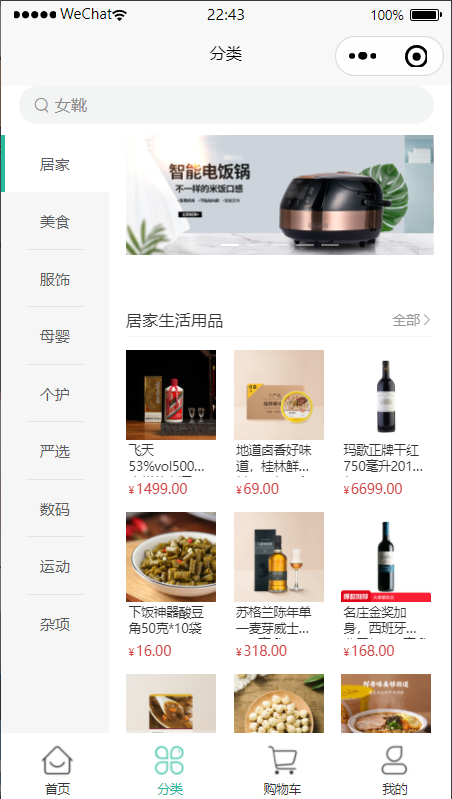 WeChat
22:43
100%
分类
女靴
居家
美食
服饰
母婴
个护
严选
数码
运动
杂项
智能电饭锅
不一样的米饭口感
居家生活用品
全部
飞天
53%vol500...
¥1499.00
地道卤香好味
道，桂林鲜...
¥69.00
玛歌正牌干红
750毫升201...
¥6699.00
下饭神器酸豆
角50克*10袋
¥16.00
苏格兰陈年单
一麦芽威士...
¥318.00
名庄金奖加
身，西班牙...
¥168.00
首页
分类
购物车
我的